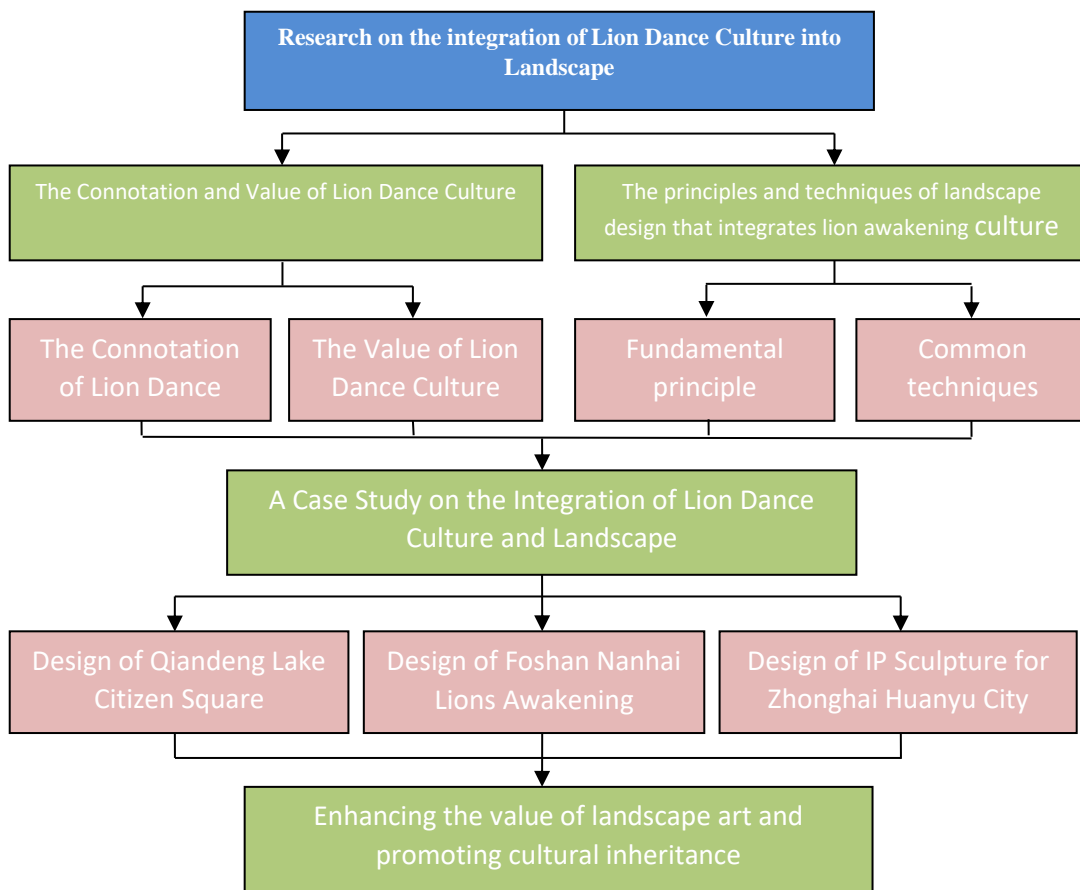 Research on the integration of Lion Dance Culture into
Landscape
The Connotation and Value of Lion Dance Culture
The principles and techniques of landscape
design that integrates lion awakening culture
The Connotation
of Lion Dance
The Value of Lion
Dance Culture
Fundamental
principle
Common
techniques
A Case Study on the Integration of Lion Dance
Culture and Landscape
Design of Qiandeng Lake
Citizen Square
Design of Foshan Nanhai
Lions Awakening
Design of IP Sculpture for
Zhonghai Huanyu City
Enhancing the value of landscape art and
promoting cultural inheritance